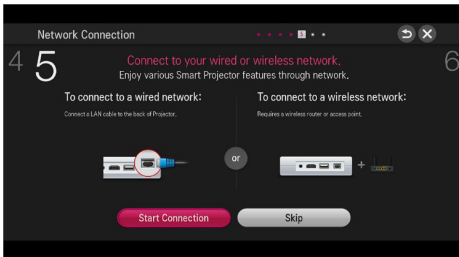 Network Connection
5
4 5
6
Connect to your wired or wireless network.
Enjoy various Smart Projector features through network.
To connect to a wired network:
Connect a LAN cable to the back of Projector.
To connect to a wireless network:
Requires a wireless router or access point.
or
+
Start Connection
Skip